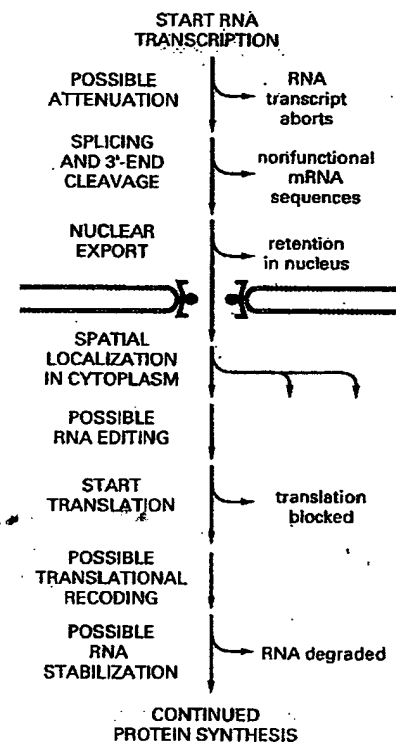 START RNA
TRANSCRIPTION
POSSIBLE
ATTENUATION
RNA
transcript
aborts
SPLICING
AND 3'-END
CLEAVAGE
nonfunctional
mRNA
sequences
NUCLEAR
EXPORT
retention
in nucleus
SPATIAL
LOCALIZATION
IN CYTOPLASM
POSSIBLE
RNA EDITING
START
TRANSLATION
translation
blocked
POSSIBLE
TRANSLATIONAL
RECODING
POSSIBLE
RNA
STABILIZATION
RNA degraded
CONTINUED
PROTEIN SYNTHESIS